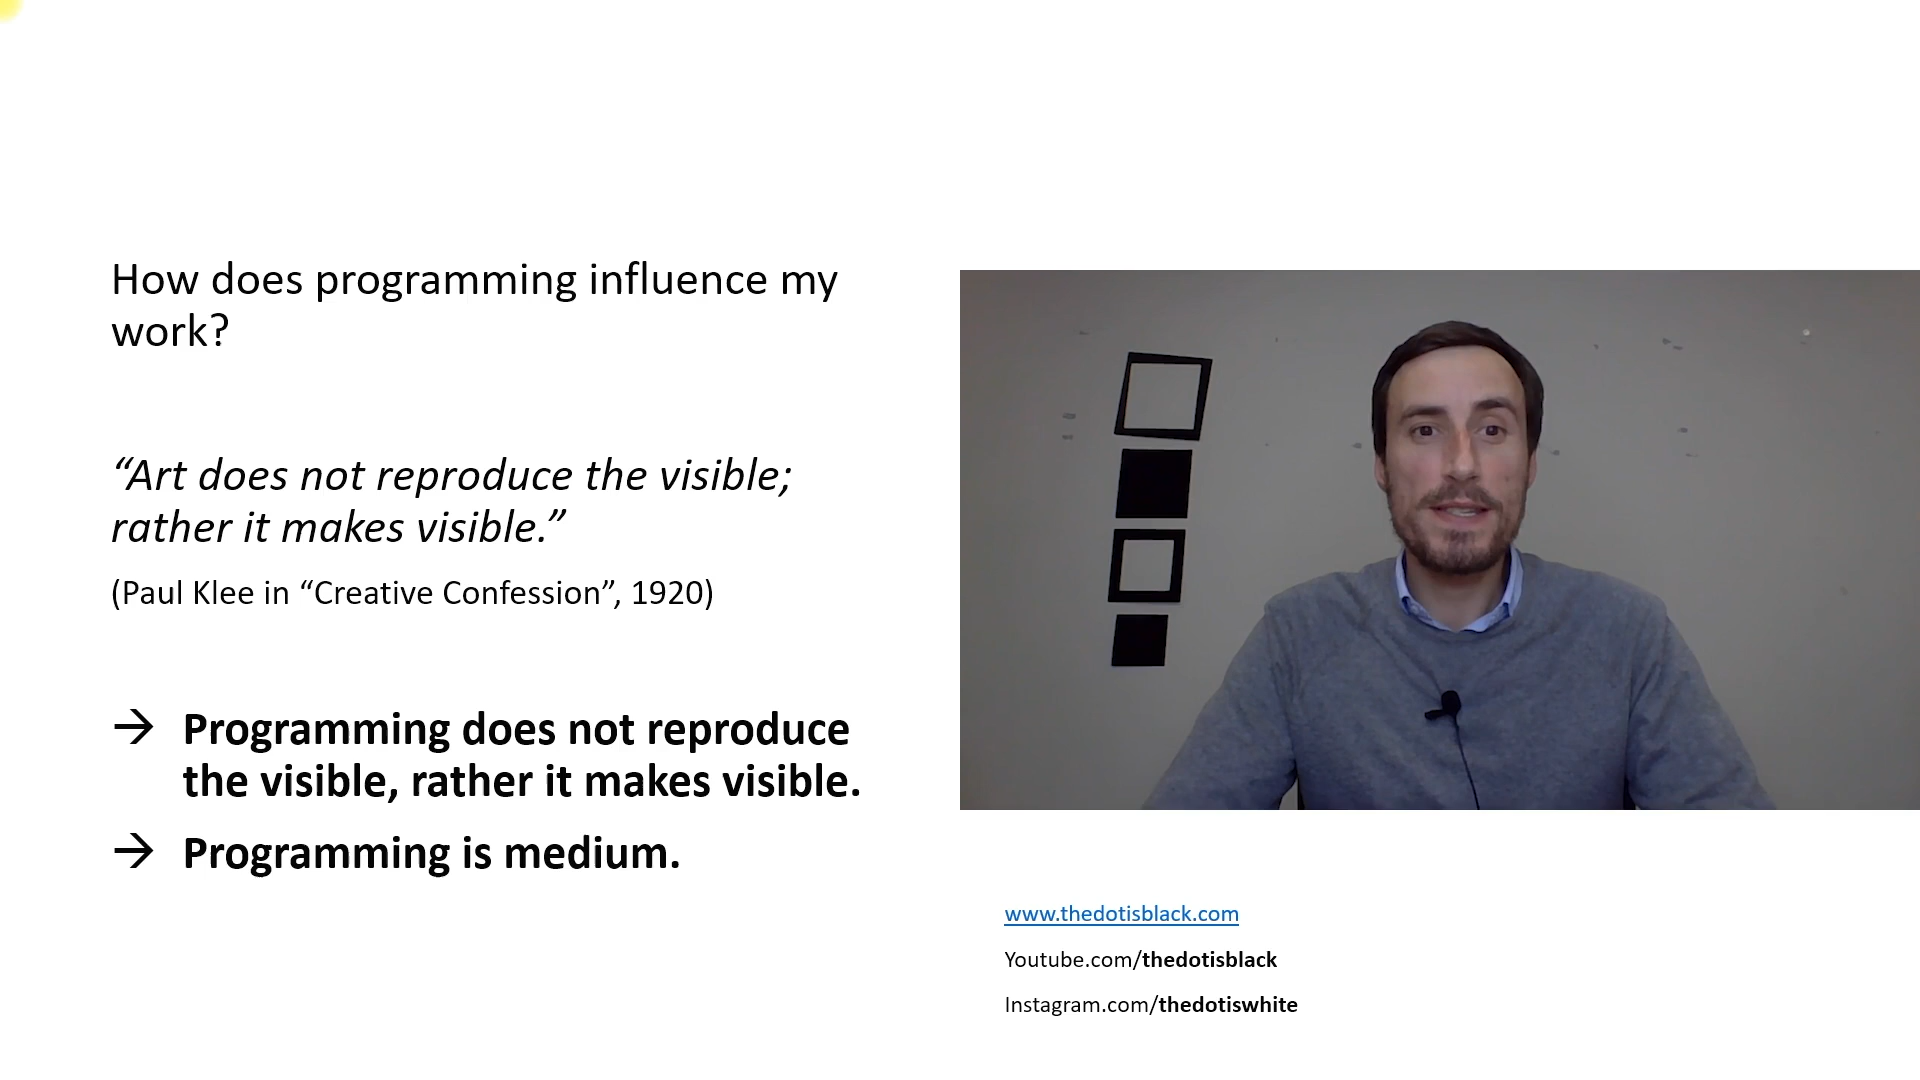 How does programming influence my
work?
“Art does not reproduce the visible;
rather it makes visible.”
(Paul Klee in “Creative Confession”, 1920)
→ Programming does not reproduce
the visible, rather it makes visible.
→ Programming is medium.
www.thedotisblack.com
Youtube.com/thedotisblack
Instagram.com/thedotiswhite